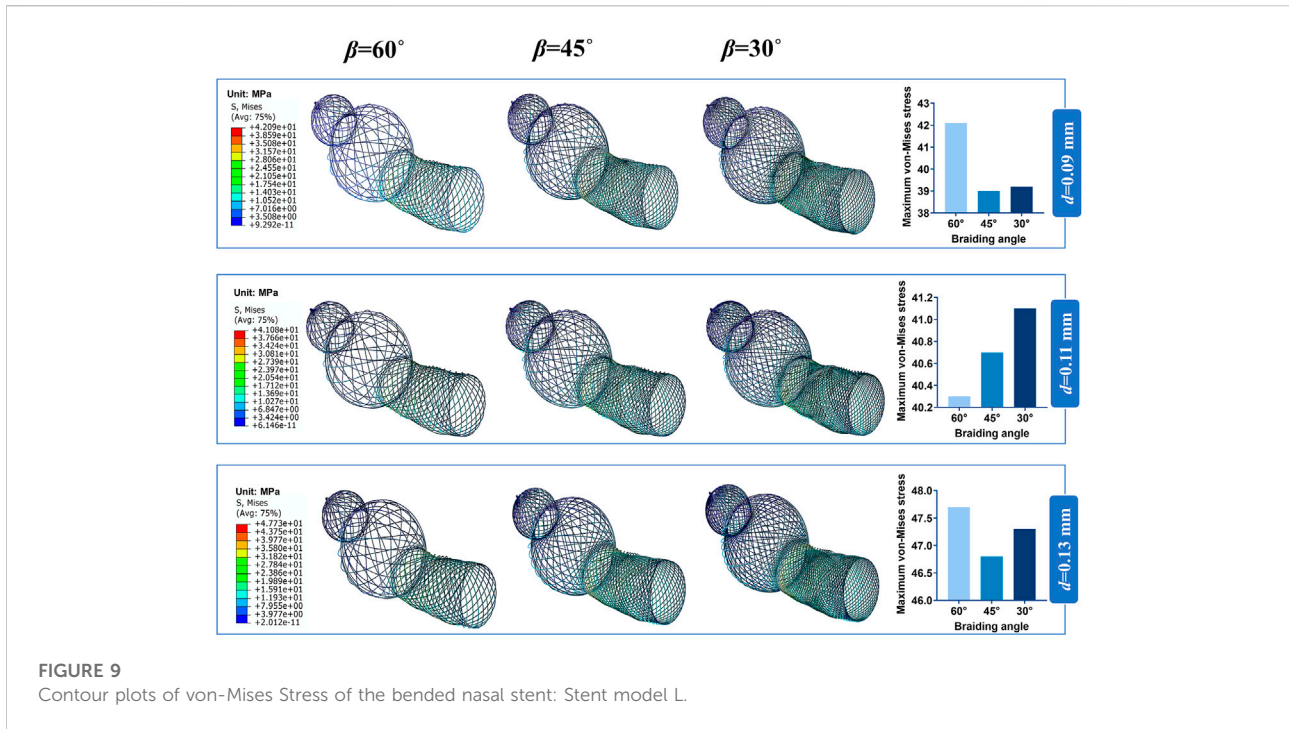 β=60° β=45° β=30°
Unit: MPa
S, Mises
(Avg: 75%)
+4.209e+01
+3.859e+01
+3.508e+01
+3.157e+01
+2.806e+01
+2.455e+01
+2.105e+01
+1.754e+01
+1.403e+01
+1.052e+01
+7.016e+00
+3.508e+00
+9.292e-11
Maximum von-Mises stress
43
42
41
40
39
38
60° 45° 30°
Braiding angle
d=0.09 mm
Unit: MPa
S, Mises
(Avg: 75%)
+4.108e+01
+3.766e+01
+3.424e+01
+3.081e+01
+2.739e+01
+2.397e+01
+2.054e+01
+1.712e+01
+1.369e+01
+1.027e+01
+6.847e+00
+3.424e+00
+6.146e-11
Maximum von-Mises stress
41.2
41.0
40.8
40.6
40.4
40.2
60° 45° 30°
Braiding angle
d=0.11 mm
Unit: MPa
S, Mises
(Avg: 75%)
+4.773e+01
+4.375e+01
+3.977e+01
+3.580e+01
+3.182e+01
+2.784e+01
+2.386e+01
+1.989e+01
+1.591e+01
+1.193e+01
+7.955e+00
+3.977e+00
+2.012e-11
Maximum von-Mises stress
48.0
47.5
47.0
46.5
46.0
60° 45° 30°
Braiding angle
d=0.13 mm
FIGURE 9
Contour plots of von-Mises Stress of the bended nasal stent: Stent model L.